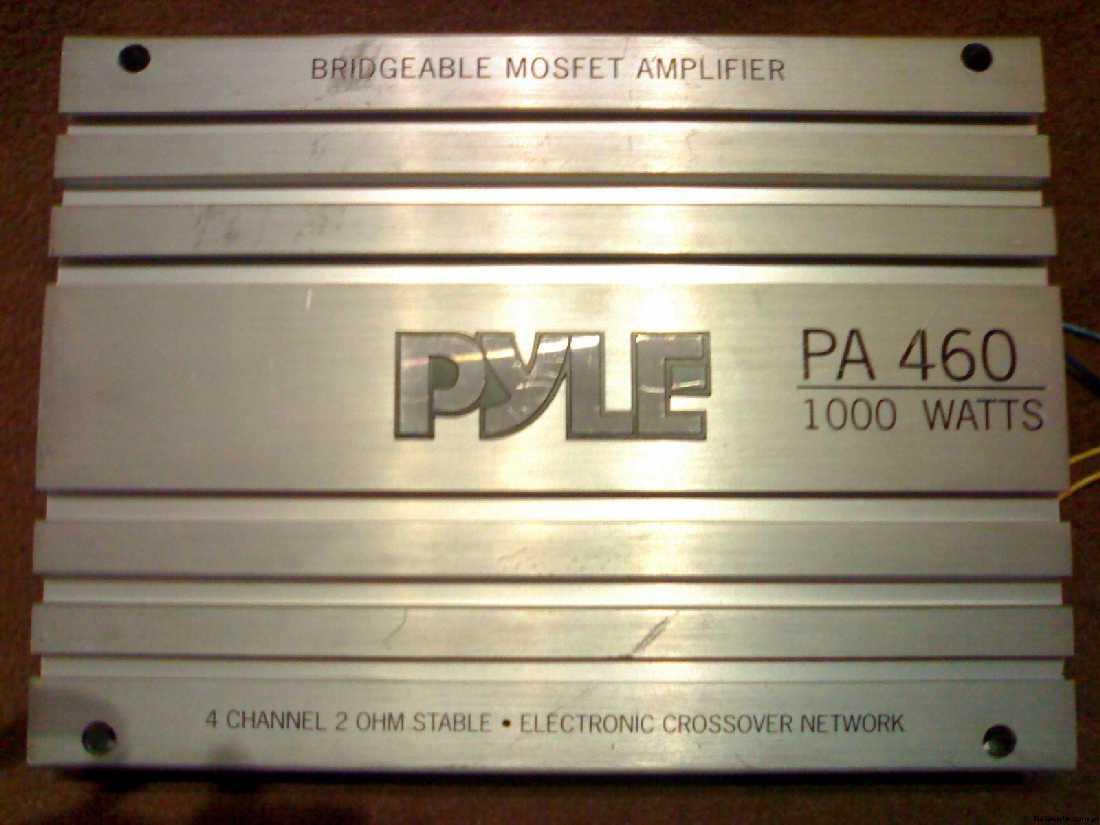 BRIDGEABLE MOSFET AMPLIFIER
PYLE
PA 460
1000 WATTS
4 CHANNEL 2 OHM STABLE • ELECTRONIC CROSSOVER NETWORK